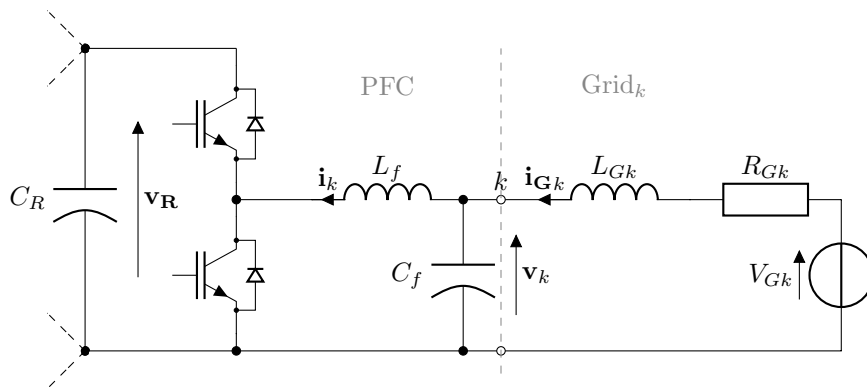 PFC
Grid_k
i_k
L_f
k
i_Gk
L_Gk
R_Gk
C_R
v_R
C_f
v_k
V_Gk